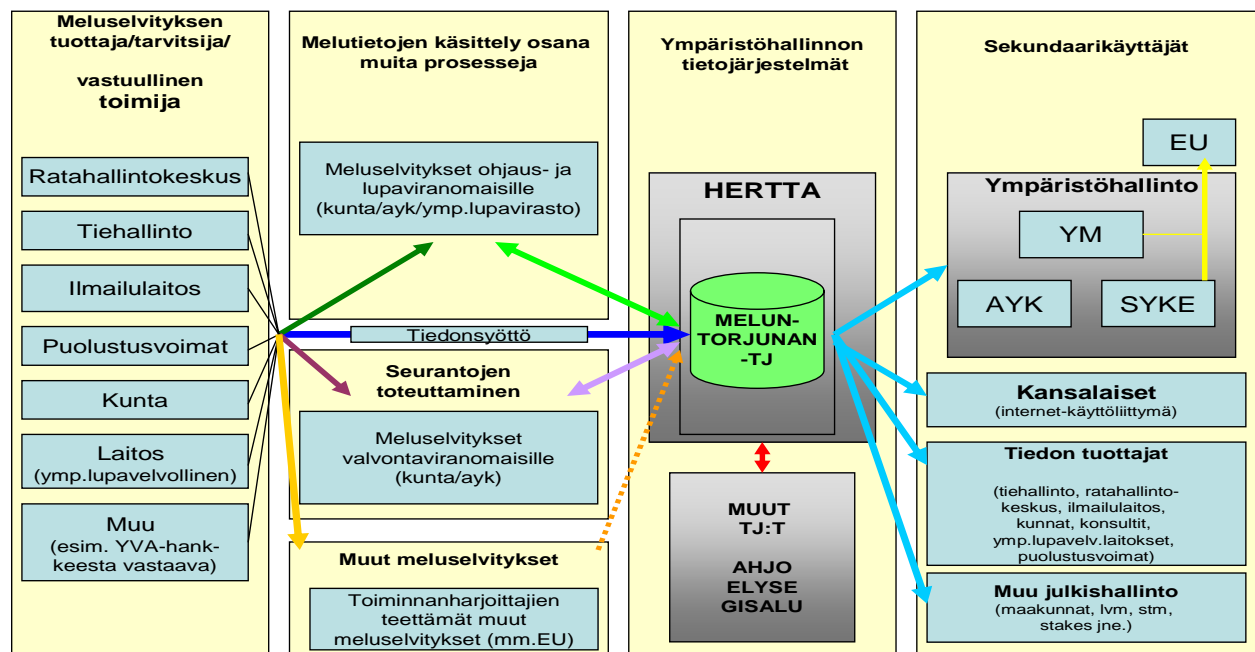 Meluselvityksen
tuottaja/tarvitsija/
vastuullinen
toimija
Ratahallintokeskus
Tiehallinto
Ilmailulaitos
Puolustusvoimat
Kunta
Laitos
(ymp.lupavelvollinen)
Muu
(esim. YVA-hank-
keesta vastaava)
Melutietojen käsittely osana
muita prosesseja
Meluselvitykset ohjaus- ja
lupaviranomaisille
(kunta/ayk/ymp.lupavirasto)
Tiedonsyöttö
Seurantojen
toteuttaminen
Meluselvitykset
valvontaviranomaisille
(kunta/ayk)
Muut meluselvitykset
Toiminnanharjoittajien
teettämät muut
meluselvitykset (mm.EU)
Ympäristöhallinnon
tietojärjestelmät
HERTTA
MELUN-
TORJUNAN
-TJ
MUUT
TJ:T
AHJO
ELYSE
GISALU
Sekundaarikäyttäjät
EU
Ympäristöhallinto
YM
AYK
SYKE
Kansalaiset
(internet-käyttöliittymä)
Tiedon tuottajat
(tiehallinto, ratahallinto-
keskus, ilmailulaitos,
kunnat, konsultit,
ymp.lupavelv.laitokset,
puolustusvoimat)
Muu julkishallinto
(maakunnat, lvm, stm,
stakes jne.)